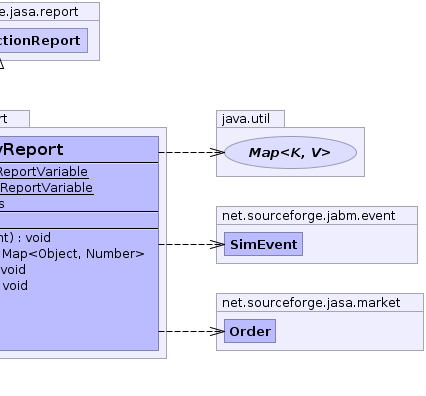 e.jasa.report
ctionReport
rt
yReport
ReportVariable
ReportVariable
s
nt) : void
Map<Object, Number>
void
void
java.util
Map<K, V>
net.sourceforge.jabm.event
SimEvent
net.sourceforge.jasa.market
Order